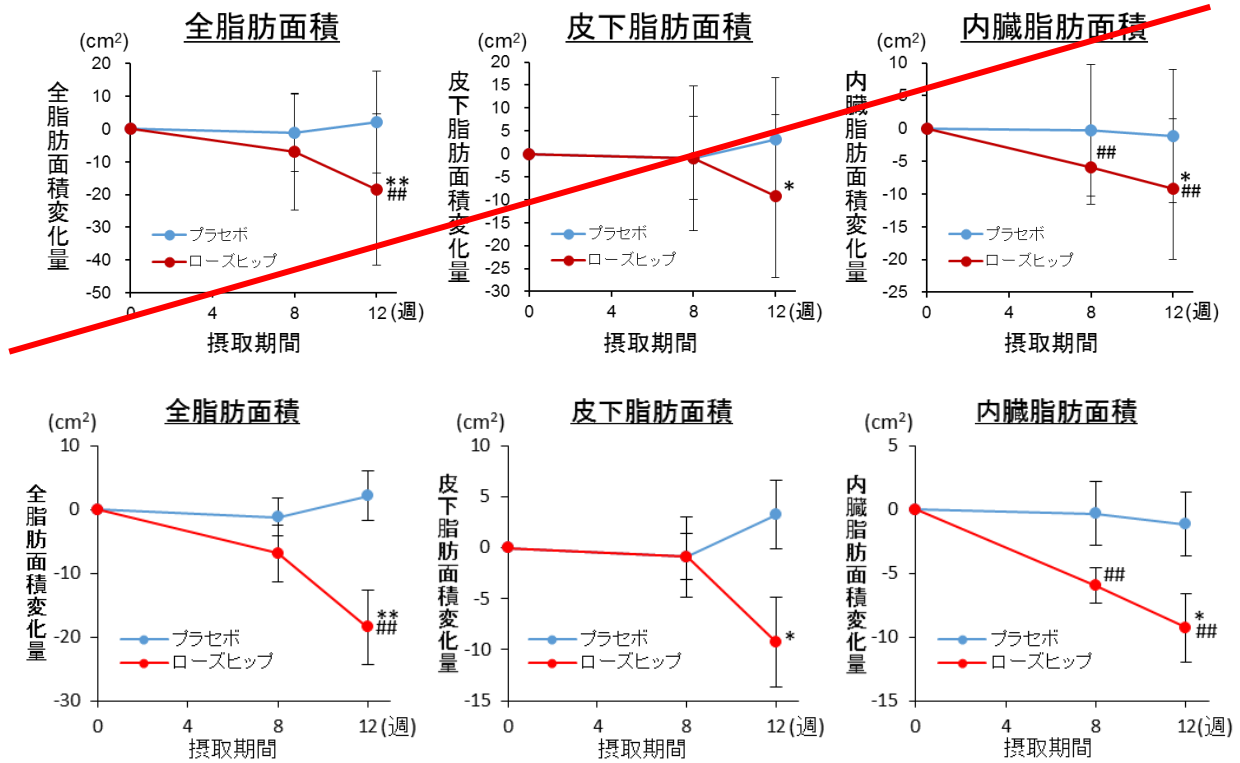 全脂肪面積
(cm²)
全脂肪面積変化量
20
10
0
-10
-20
-30
-40
-50
**
##
プラセボ
ローズヒップ
0
4
8
12(週)
摂取期間
皮下脂肪面積
(cm²)
皮下脂肪面積変化量
20
15
10
5
0
-5
-10
-15
-20
-25
-30
*
プラセボ
ローズヒップ
0
4
8
12(週)
摂取期間
内臓脂肪面積
(cm²)
内臓脂肪面積変化量
10
5
0
-5
-10
-15
-20
-25
##
*
##
プラセボ
ローズヒップ
0
4
8
12(週)
摂取期間
全脂肪面積
(cm²)
全脂肪面積変化量
10
0
-10
-20
-30
**
##
プラセボ
ローズヒップ
0
8
12(週)
摂取期間
皮下脂肪面積
(cm²)
皮下脂肪面積変化量
10
5
0
-5
-10
-15
*
プラセボ
ローズヒップ
0
8
12(週)
摂取期間
内臓脂肪面積
(cm²)
内臓脂肪面積変化量
5
0
-5
-10
-15
##
*
##
プラセボ
ローズヒップ
0
8
12(週)
摂取期間